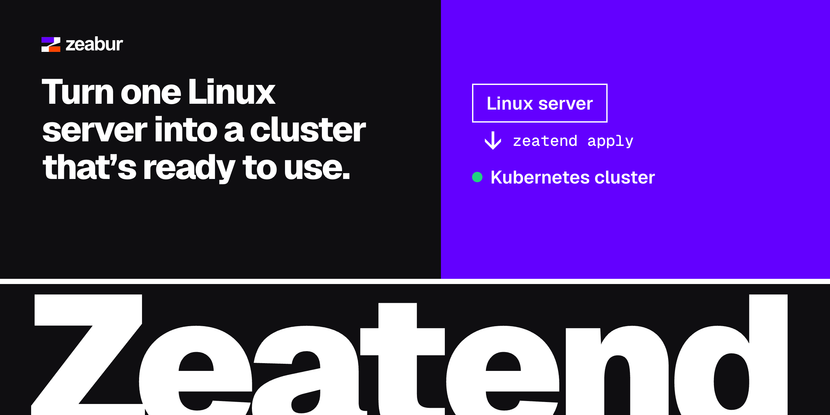 zeabur
Turn one Linux
server into a cluster
that’s ready to use.
Linux server
zeatend apply
Kubernetes cluster
Zeatend